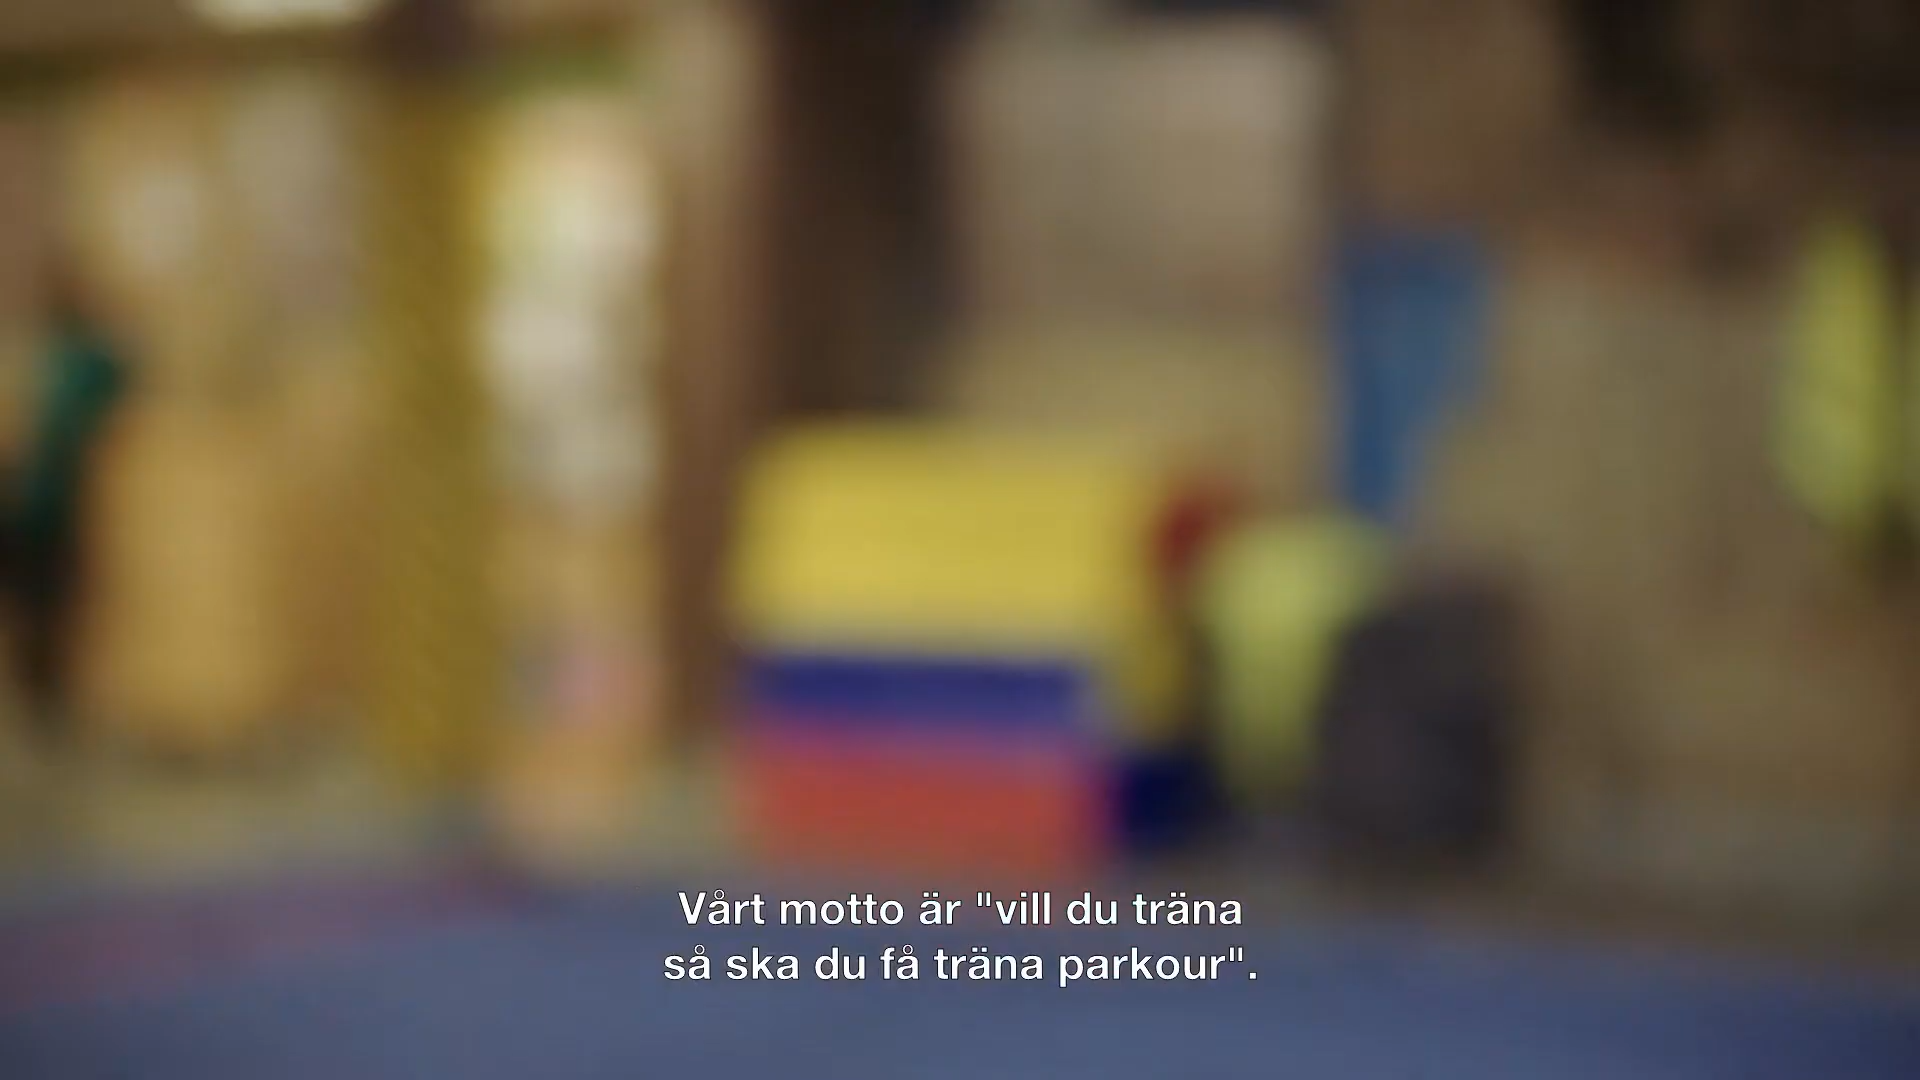 Vårt motto är "vill du träna
så ska du få träna parkour".